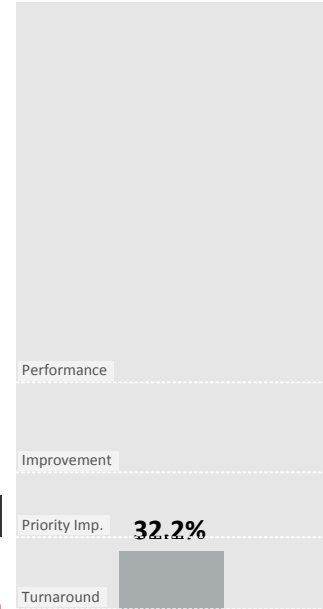 Performance
Improvement
Priority Imp.
32.2%
Turnaround